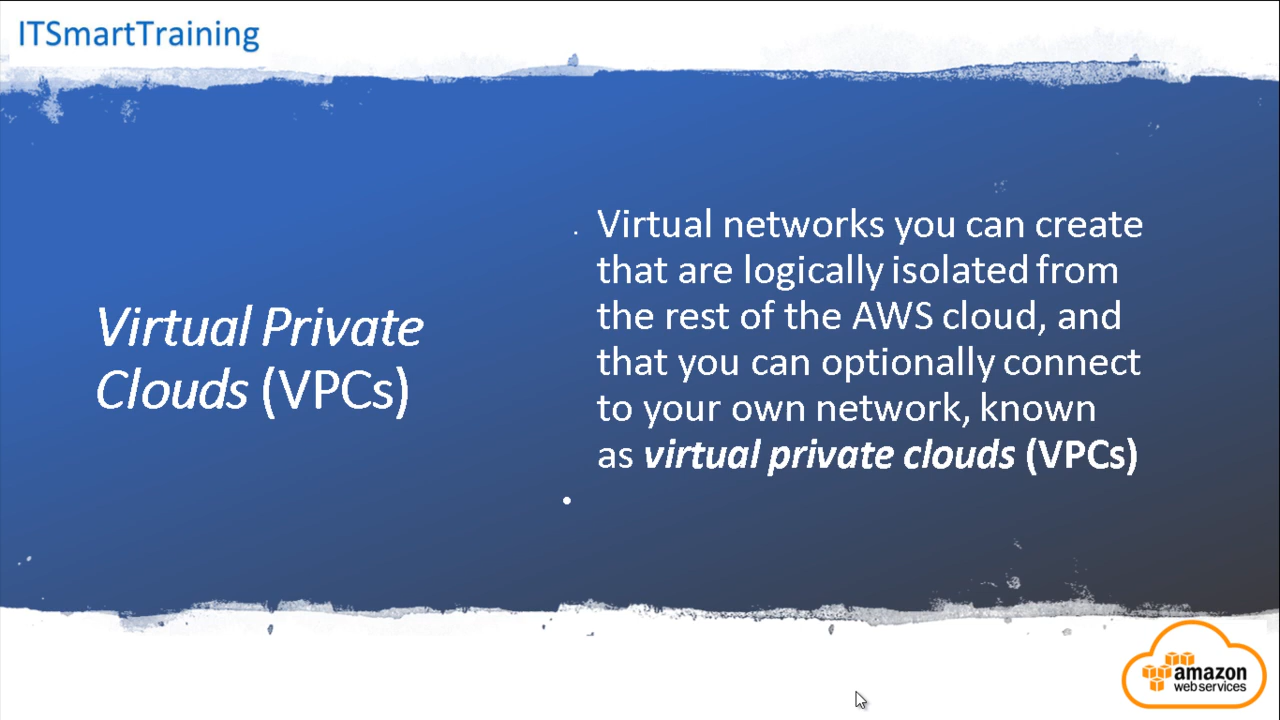 ITSmartTraining
Virtual Private
Clouds (VPCs)
Virtual networks you can create
that are logically isolated from
the rest of the AWS cloud, and
that you can optionally connect
to your own network, known
as virtual private clouds (VPCs)
amazon
webservices